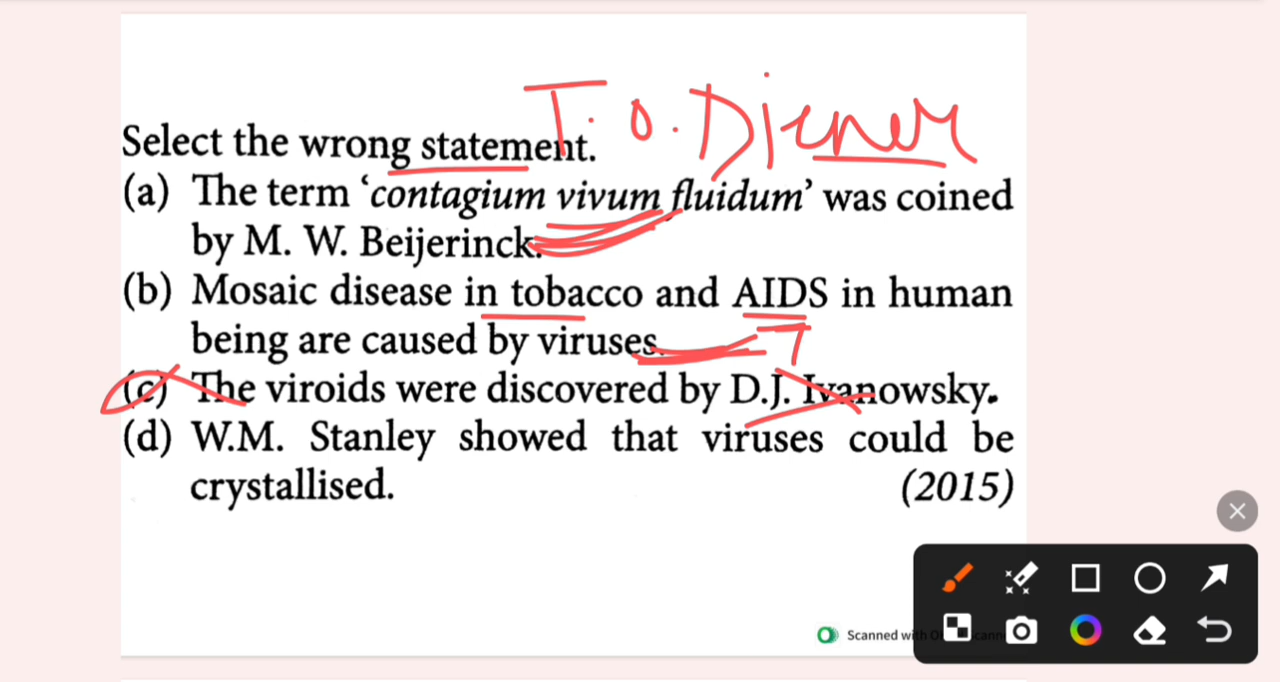 T. O. Diener
Select the wrong statement.
(a) The term ‘contagium vivum fluidum’ was coined
by M. W. Beijerinck.
(b) Mosaic disease in tobacco and AIDS in human
being are caused by viruses.
(c) The viroids were discovered by D.J. Ivanowsky.
(d) W.M. Stanley showed that viruses could be
crystallised. (2015)
Scanned with